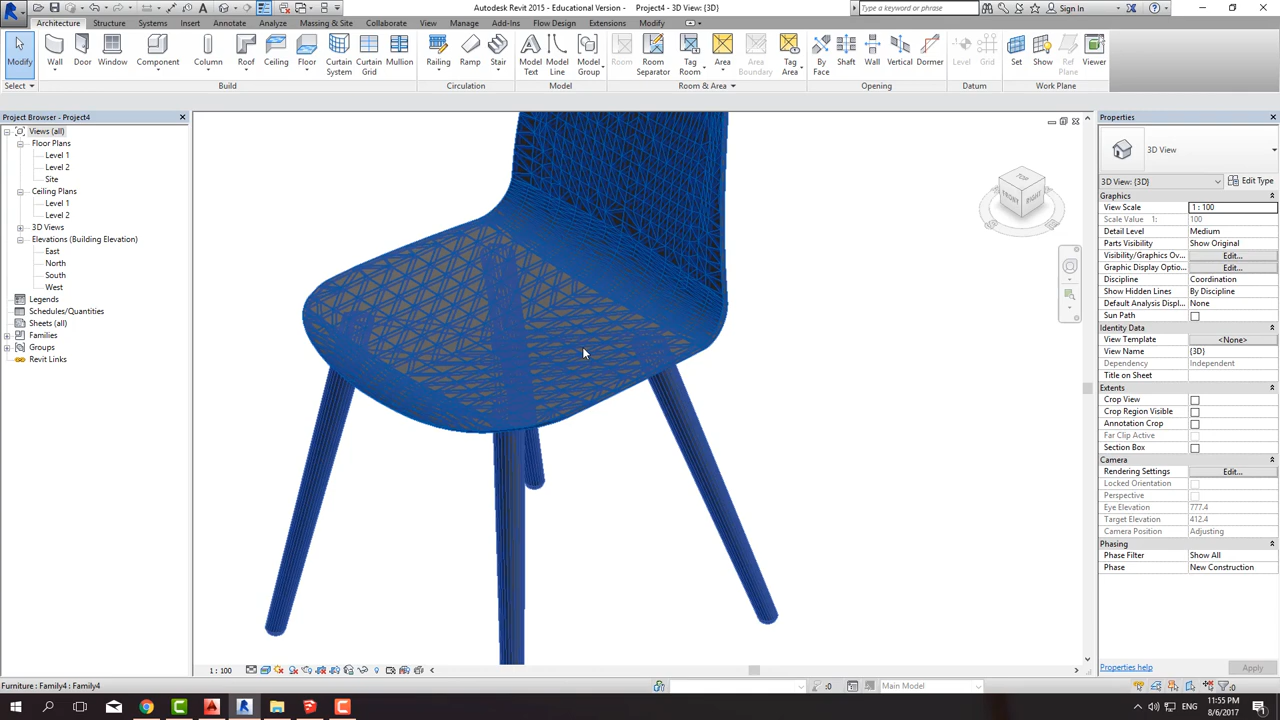 Autodesk Revit 2015 - Educational Version - Project4 - 3D View: {3D}
Type a keyword or phrase
Sign In
Architecture Structure Systems Insert Annotate Analyze Massing & Site Collaborate View Manage Add-Ins Flow Design Extensions Modify
Modify Wall Door Window Component Column Roof Ceiling Floor Curtain System Curtain Grid Mullion Railing Ramp Stair Model Text Model Line Model Group Room Room Separator Tag Room Area Area Boundary Tag Area By Face Shaft Wall Vertical Dormer Level Grid Set Show Ref Plane Viewer
Select Build Circulation Model Room & Area Opening Datum Work Plane
Project Browser - Project4
Views (all)
Floor Plans
Level 1
Level 2
Site
Ceiling Plans
Level 1
Level 2
3D Views
Elevations (Building Elevation)
East
North
South
West
Legends
Schedules/Quantities
Sheets (all)
Families
Groups
Revit Links
TOP
FRONT
RIGHT
Properties
3D View
3D View: {3D} Edit Type
Graphics
View Scale 1 : 100
Scale Value 1: 100
Detail Level Medium
Parts Visibility Show Original
Visibility/Graphics Ov... Edit...
Graphic Display Optio... Edit...
Discipline Coordination
Show Hidden Lines By Discipline
Default Analysis Displ... None
Sun Path
Identity Data
View Template <None>
View Name {3D}
Dependency Independent
Title on Sheet
Extents
Crop View
Crop Region Visible
Annotation Crop
Far Clip Active
Section Box
Camera
Rendering Settings Edit...
Locked Orientation
Perspective
Eye Elevation 777.4
Target Elevation 412.4
Camera Position Adjusting
Phasing
Phase Filter Show All
Phase New Construction
Properties help Apply
1 : 100
Furniture : Family4 : Family4
:0
Main Model
:0
ENG
11:55 PM
8/6/2017